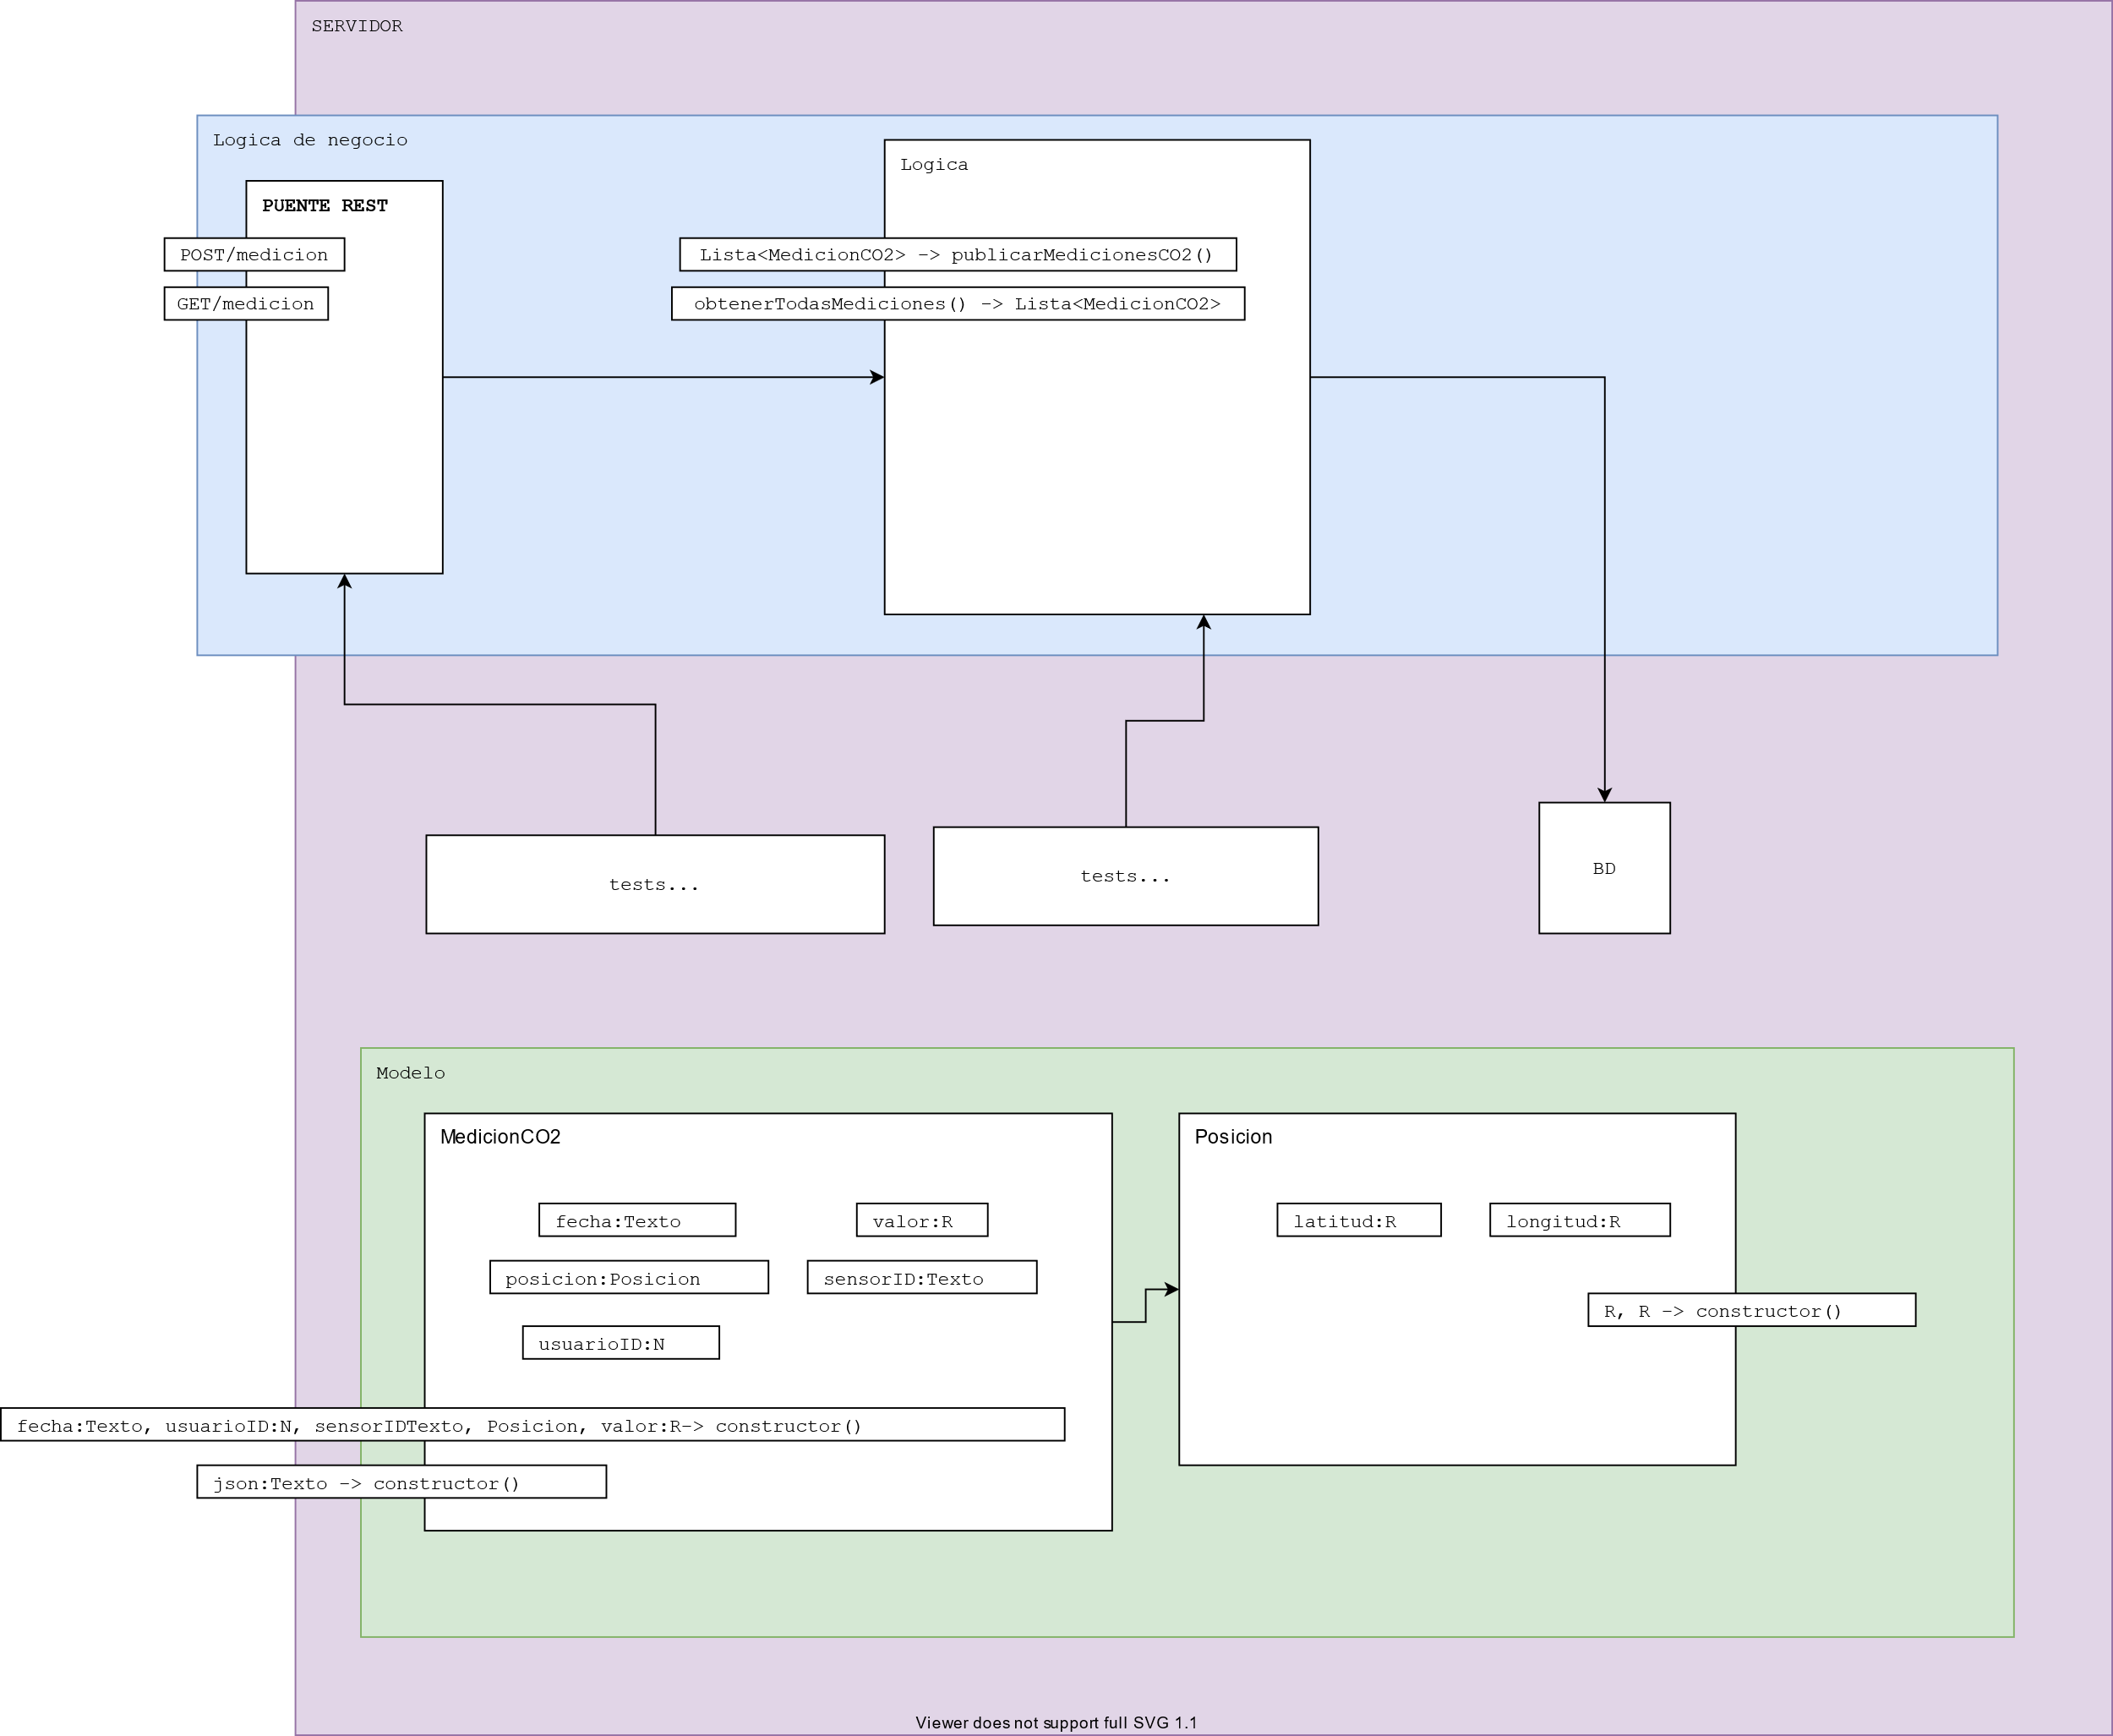 SERVIDOR
Logica de negocio
Logica
PUENTE REST
POST/medicion
Lista<MedicionCO2> -> publicarMedicionesCO2()
GET/medicion
obtenerTodasMediciones() -> Lista<MedicionCO2>
tests...
tests...
BD
Modelo
MedicionCO2
Posicion
fecha:Texto
valor:R
latitud:R
longitud:R
posicion:Posicion
sensorID:Texto
R, R -> constructor()
usuarioID:N
fecha:Texto, usuarioID:N, sensorIDTexto, Posicion, valor:R-> constructor()
json:Texto -> constructor()
Viewer does not support full SVG 1.1